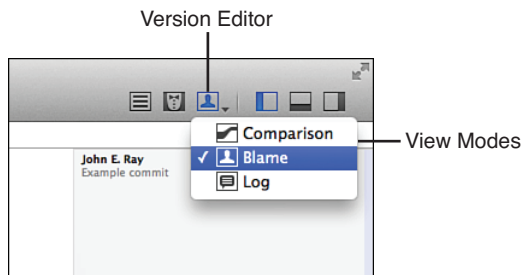 Version Editor
Comparison
View Modes
John E. Ray
✓ Blame
Example commit
Log